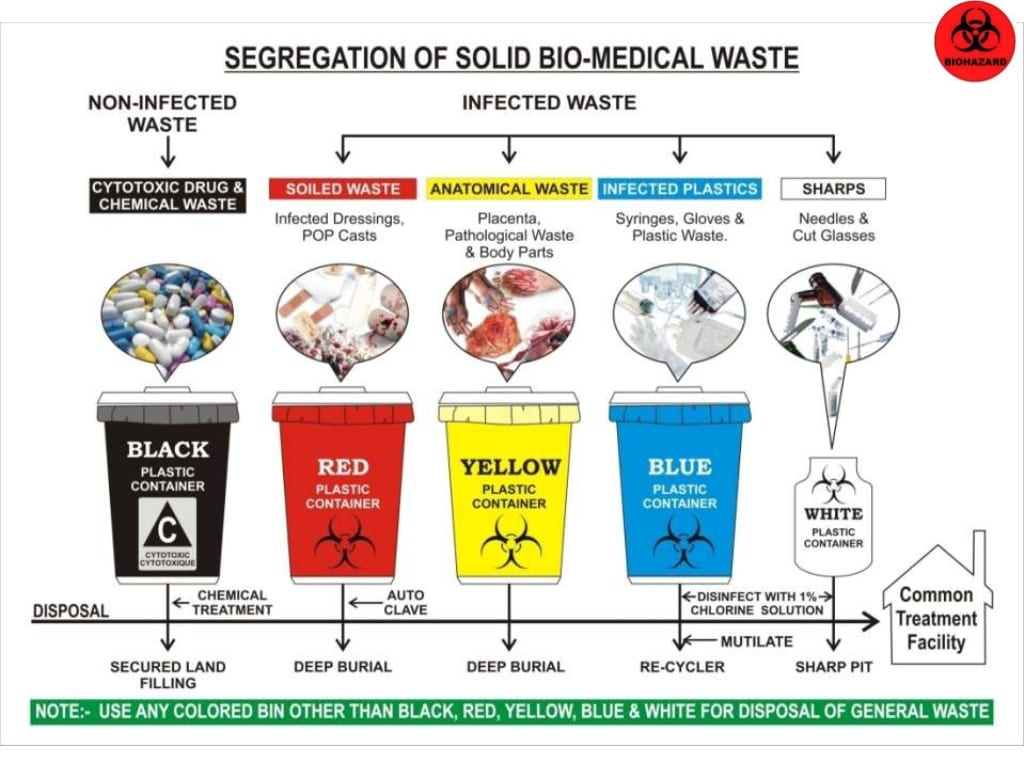 BIOHAZARD
SEGREGATION OF SOLID BIO-MEDICAL WASTE
NON-INFECTED
WASTE
INFECTED WASTE
CYTOTOXIC DRUG &
CHEMICAL WASTE
SOILED WASTE
Infected Dressings,
POP Casts
ANATOMICAL WASTE
Placenta,
Pathological Waste
& Body Parts
INFECTED PLASTICS
Syringes, Gloves &
Plastic Waste.
SHARPS
Needles &
Cut Glasses
BLACK
PLASTIC
CONTAINER
C
CYTOTOXIC
CYTOTOXIQUE
RED
PLASTIC
CONTAINER
YELLOW
PLASTIC
CONTAINER
BLUE
PLASTIC
CONTAINER
WHITE
PLASTIC
CONTAINER
DISPOSAL
CHEMICAL
TREATMENT
AUTO
CLAVE
DISINFECT WITH 1%
CHLORINE SOLUTION
MUTILATE
Common
Treatment
Facility
SECURED LAND
FILLING
DEEP BURIAL
DEEP BURIAL
RE-CYCLER
SHARP PIT
NOTE:- USE ANY COLORED BIN OTHER THAN BLACK, RED, YELLOW, BLUE & WHITE FOR DISPOSAL OF GENERAL WASTE